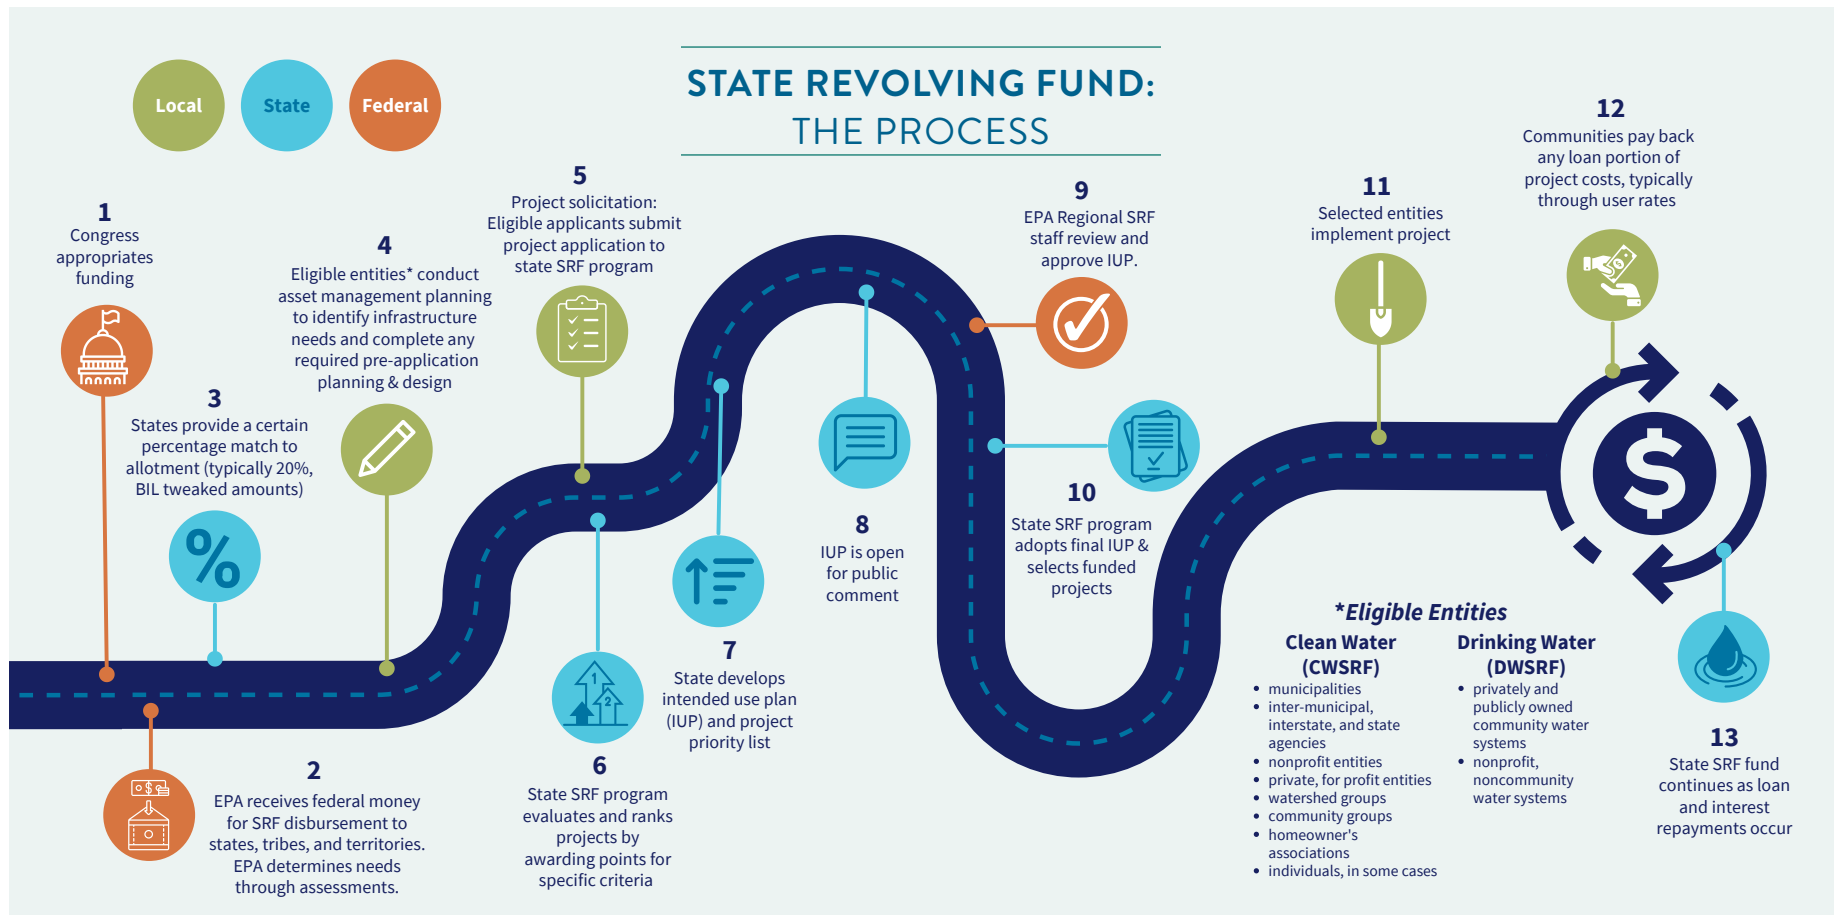 STATE REVOLVING FUND:
THE PROCESS
Local
State
Federal
1
Congress
appropriates
funding
2
EPA receives federal money
for SRF disbursement to
states, tribes, and territories.
EPA determines needs
through assessments.
3
States provide a certain
percentage match to
allotment (typically 20%,
BIL tweaked amounts)
%
4
Eligible entities* conduct
asset management planning
to identify infrastructure
needs and complete any
required pre-application
planning & design
5
Project solicitation:
Eligible applicants submit
project application to
state SRF program
1
2
6
State SRF program
evaluates and ranks
projects by
awarding points for
specific criteria
7
State develops
intended use plan
(IUP) and project
priority list
8
IUP is open
for public
comment
9
EPA Regional SRF
staff review and
approve IUP.
10
State SRF program
adopts final IUP &
selects funded
projects
11
Selected entities
implement project
12
Communities pay back
any loan portion of
project costs, typically
through user rates
$
13
State SRF fund
continues as loan
and interest
repayments occur
*Eligible Entities
Clean Water
(CWSRF)
• municipalities
• inter-municipal,
interstate, and state
agencies
• nonprofit entities
• private, for profit entities
• watershed groups
• community groups
• homeowner's
associations
• individuals, in some cases
Drinking Water
(DWSRF)
• privately and
publicly owned
community water
systems
• nonprofit,
noncommunity
water systems